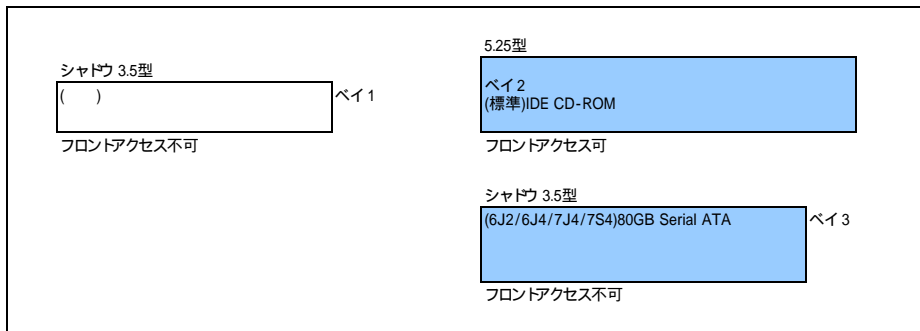 シャドウ 3.5型
( )
ベイ 1
フロントアクセス不可
5.25型
ベイ 2
(標準)IDE CD-ROM
フロントアクセス可
シャドウ 3.5型
(6J2/6J4/7J4/7S4)80GB Serial ATA
ベイ 3
フロントアクセス不可